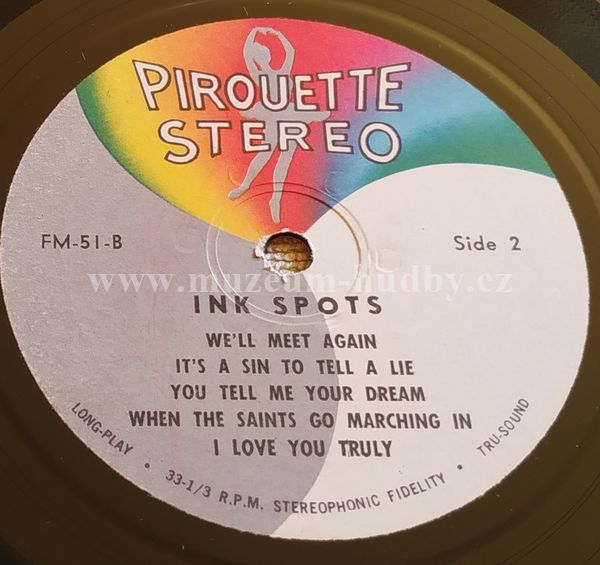 PIROUETTE
STEREO
FM-51-B
Side 2
www.muzeum-hudby.cz
INK SPOTS
WE'LL MEET AGAIN
IT'S A SIN TO TELL A LIE
YOU TELL ME YOUR DREAM
WHEN THE SAINTS GO MARCHING IN
I LOVE YOU TRULY
LONG-PLAY • 33-1/3 R.P.M. STEREOPHONIC FIDELITY • TRU-SOUND